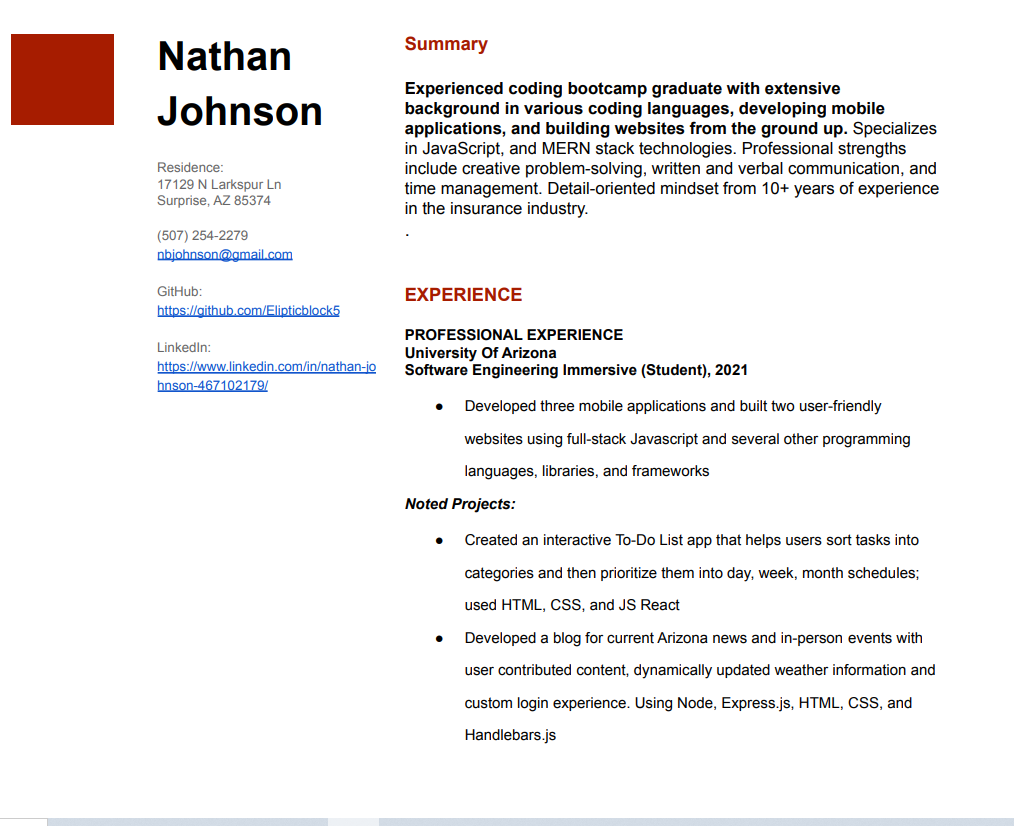 Nathan
Johnson
Residence:
17129 N Larkspur Ln
Surprise, AZ 85374
(507) 254-2279
nbjohnson@gmail.com
GitHub:
https://github.com/Elipticblock5
LinkedIn:
https://www.linkedin.com/in/nathan-jo
hnson-467102179/
Summary
Experienced coding bootcamp graduate with extensive
background in various coding languages, developing mobile
applications, and building websites from the ground up. Specializes
in JavaScript, and MERN stack technologies. Professional strengths
include creative problem-solving, written and verbal communication, and
time management. Detail-oriented mindset from 10+ years of experience
in the insurance industry.
.
EXPERIENCE
PROFESSIONAL EXPERIENCE
University Of Arizona
Software Engineering Immersive (Student), 2021
● Developed three mobile applications and built two user-friendly
websites using full-stack Javascript and several other programming
languages, libraries, and frameworks
Noted Projects:
● Created an interactive To-Do List app that helps users sort tasks into
categories and then prioritize them into day, week, month schedules;
used HTML, CSS, and JS React
● Developed a blog for current Arizona news and in-person events with
user contributed content, dynamically updated weather information and
custom login experience. Using Node, Express.js, HTML, CSS, and
Handlebars.js